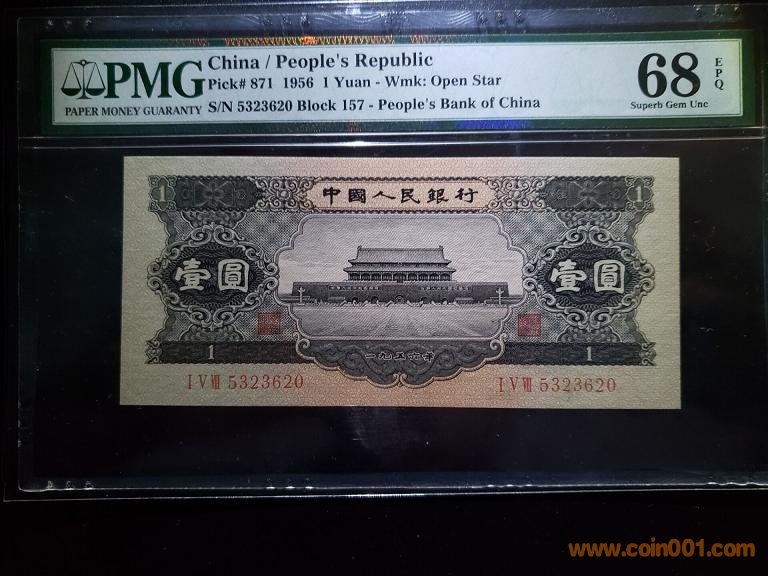 PMG
PAPER MONEY GUARANTY
China / People's Republic
Pick# 871 1956 1 Yuan - Wmk: Open Star
S/N 5323620 Block 157 - People's Bank of China
68 EPQ
Superb Gem Unc
1 中國人民銀行 1
壹圓 壹圓
1 一九五六年 1
I V VII 5323620 I V VII 5323620
www.coin001.com